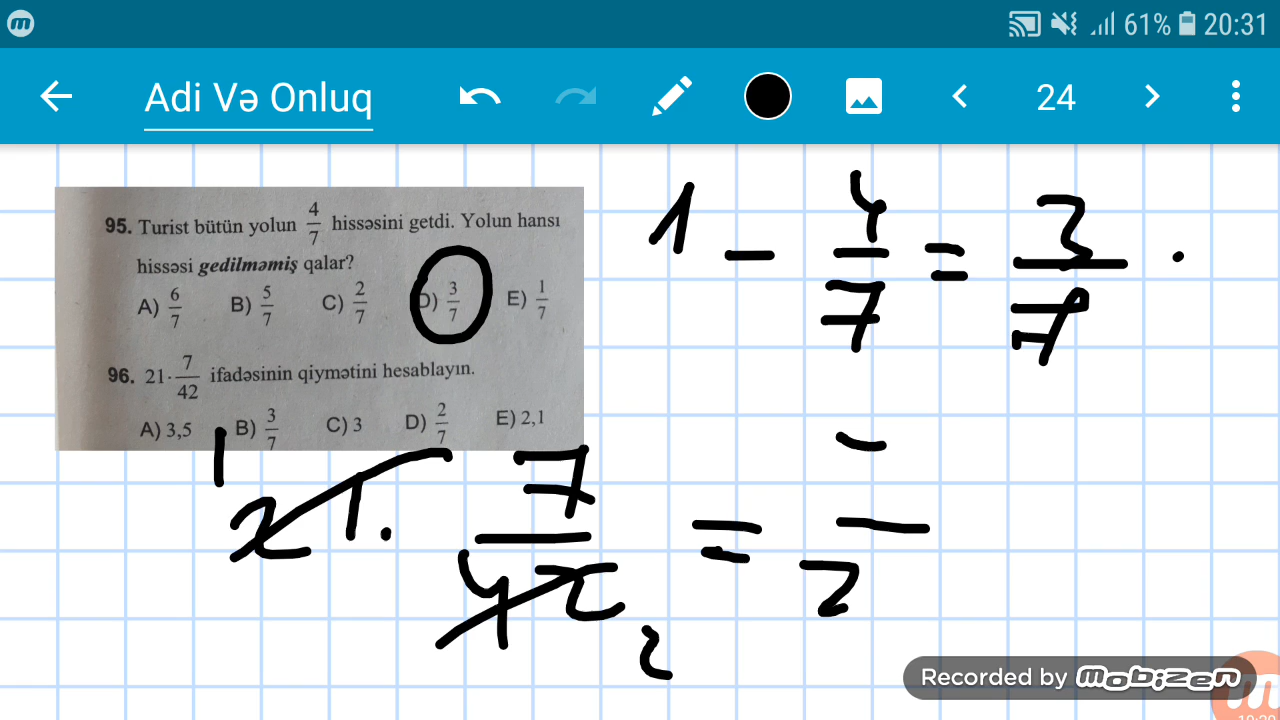 61% 20:31
Adi Və Onluq 24
95. Turist bütün yolun 4/7 hissəsini getdi. Yolun hansı
hissəsi gedilməmiş qalar?
A) 6/7 B) 5/7 C) 2/7 D) 3/7 E) 1/7
96. 21·7/42 ifadəsinin qiymətini hesablayın.
A) 3,5 B) 3/7 C) 3 D) 2/7 E) 2,1
1 - 4/7 = 3/7 .
1
21 · 7/42 = /2
2
Recorded by mobizen